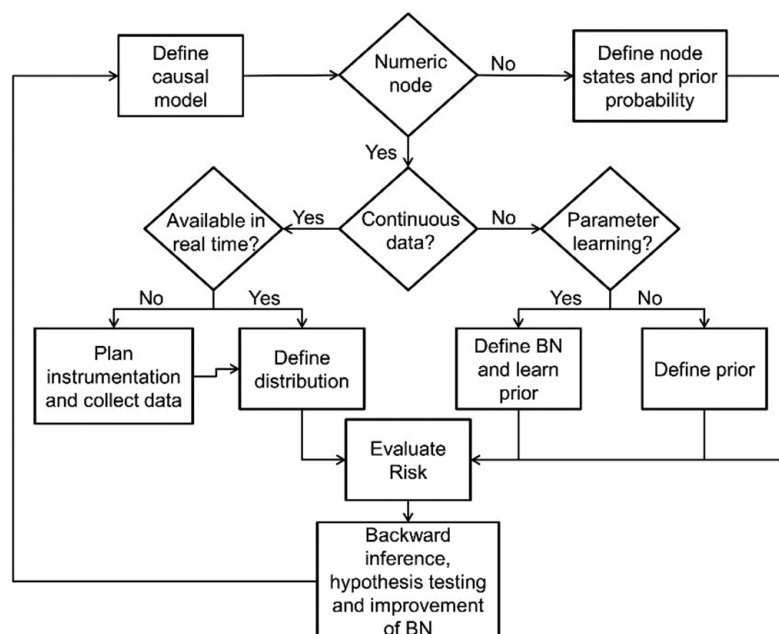 Define
causal
model
Numeric
node
No
Define node
states and prior
probability
Yes
Available in
real time?
Yes
Continuous
data?
No
Parameter
learning?
No
Yes
Yes
No
Plan
instrumentation
and collect data
Define
distribution
Define BN
and learn
prior
Define prior
Evaluate
Risk
Backward
inference,
hypothesis testing
and improvement
of BN